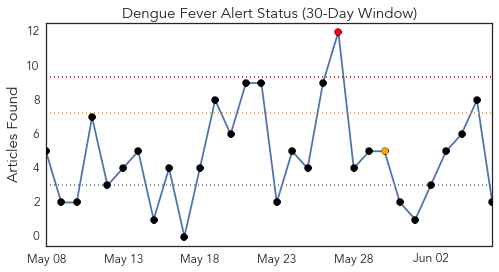 Dengue Fever Alert Status (30-Day Window)
Articles Found
12
10
8
6
4
2
0
May 08
May 13
May 18
May 23
May 28
Jun 02